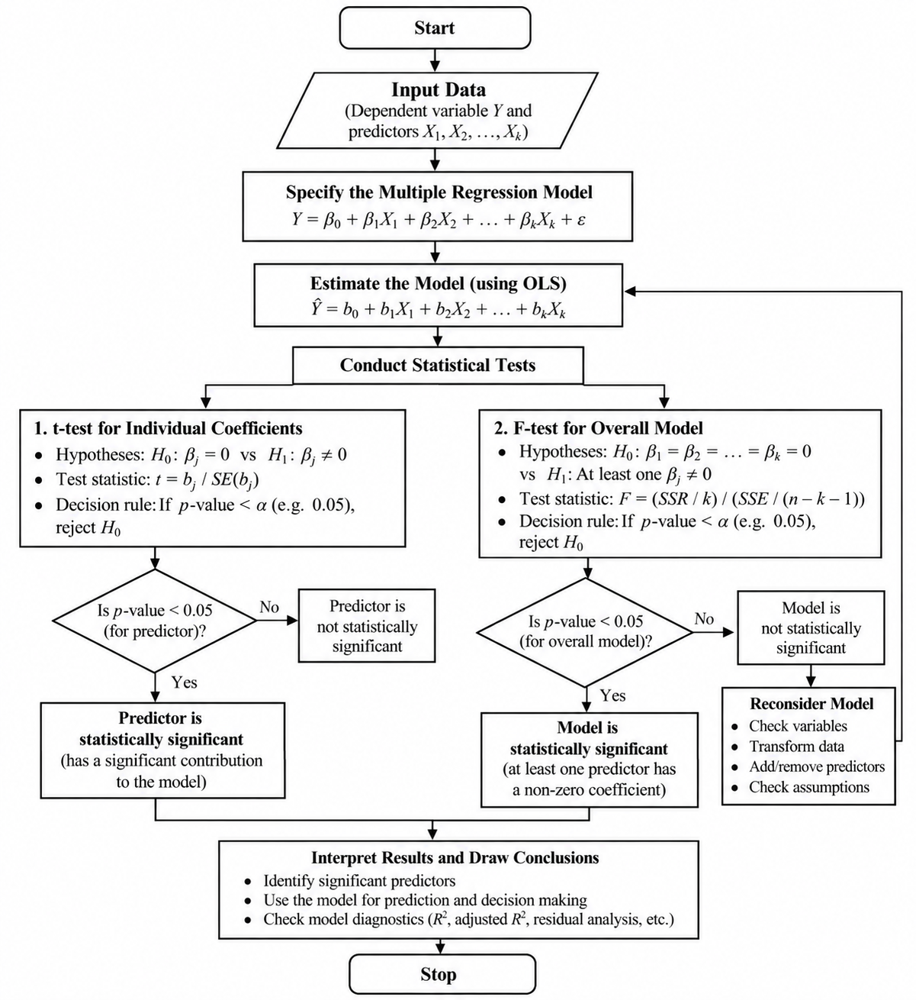 Start
Input Data
(Dependent variable Y and
predictors X₁, X₂, …, Xₖ)
Specify the Multiple Regression Model
Y = β₀ + β₁X₁ + β₂X₂ + … + βₖXₖ + ε
Estimate the Model (using OLS)
Ŷ = b₀ + b₁X₁ + b₂X₂ + … + bₖXₖ
Conduct Statistical Tests
1. t-test for Individual Coefficients
• Hypotheses: H₀: βⱼ = 0 vs H₁: βⱼ ≠ 0
• Test statistic: t = bⱼ / SE(bⱼ)
• Decision rule: If p-value < α (e.g. 0.05),
reject H₀
2. F-test for Overall Model
• Hypotheses: H₀: β₁ = β₂ = … = βₖ = 0
vs H₁: At least one βⱼ ≠ 0
• Test statistic: F = (SSR / k) / (SSE / (n – k – 1))
• Decision rule: If p-value < α (e.g. 0.05),
reject H₀
Is p-value < 0.05
(for predictor)?
No
Predictor is
not statistically
significant
Yes
Predictor is
statistically significant
(has a significant contribution
to the model)
Is p-value < 0.05
(for overall model)?
No
Model is
not statistically
significant
Yes
Model is
statistically significant
(at least one predictor has
a non-zero coefficient)
Reconsider Model
• Check variables
• Transform data
• Add/remove predictors
• Check assumptions
Interpret Results and Draw Conclusions
• Identify significant predictors
• Use the model for prediction and decision making
• Check model diagnostics (R², adjusted R², residual analysis, etc.)
Stop